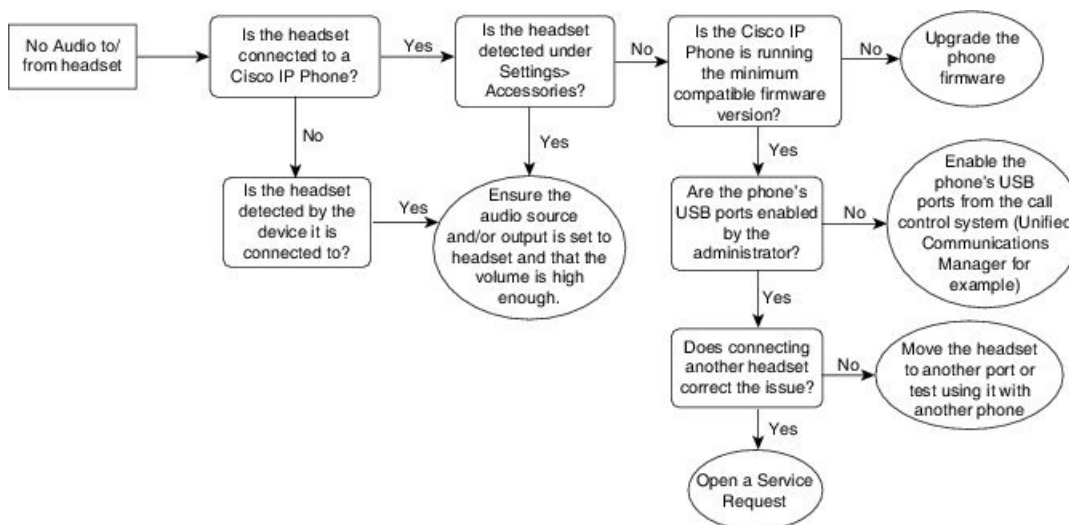 No Audio to/
from headset
Is the headset
connected to a
Cisco IP Phone?
Yes
Is the headset
detected under
Settings>
Accessories?
No
Is the Cisco IP
Phone is running
the minimum
compatible firmware
version?
No
Upgrade the
phone
firmware
No
Yes
Yes
Is the headset
detected by the
device it is
connected to?
Yes
Ensure the
audio source
and/or output is set to
headset and that the
volume is high
enough.
Are the phone's
USB ports enabled
by the
administrator?
No
Enable the
phone's USB
ports from the call
control system (Unified
Communications
Manager for
example)
Yes
Does connecting
another headset
correct the issue?
No
Move the headset
to another port or
test using it with
another phone
Yes
Open a Service
Request